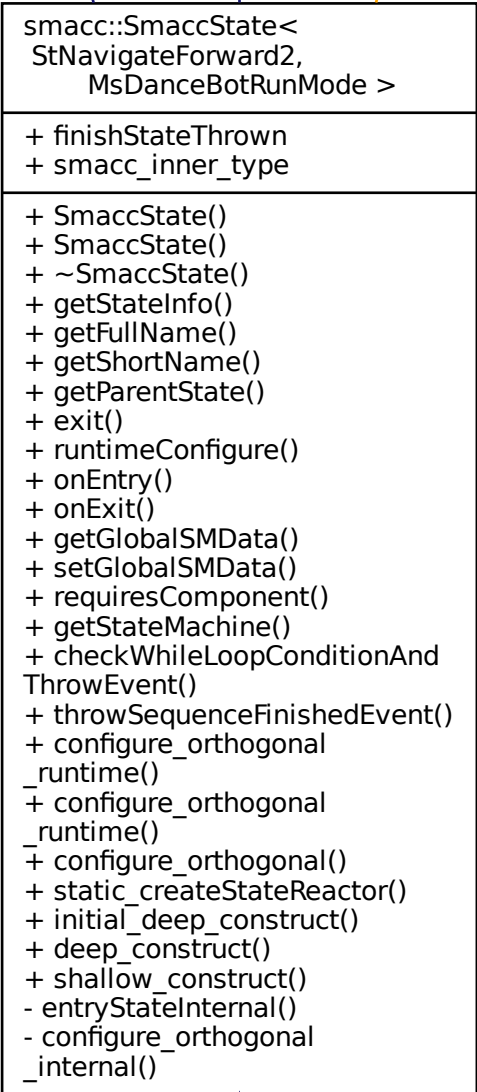 smacc::SmaccState<
StNavigateForward2,
MsDanceBotRunMode >
+ finishStateThrown
+ smacc_inner_type
+ SmaccState()
+ SmaccState()
+ ~SmaccState()
+ getStateInfo()
+ getFullName()
+ getShortName()
+ getParentState()
+ exit()
+ runtimeConfigure()
+ onEntry()
+ onExit()
+ getGlobalSMData()
+ setGlobalSMData()
+ requiresComponent()
+ getStateMachine()
+ checkWhileLoopConditionAnd
ThrowEvent()
+ throwSequenceFinishedEvent()
+ configure_orthogonal
_runtime()
+ configure_orthogonal
_runtime()
+ configure_orthogonal()
+ static_createStateReactor()
+ initial_deep_construct()
+ deep_construct()
+ shallow_construct()
- entryStateInternal()
- configure_orthogonal
_internal()